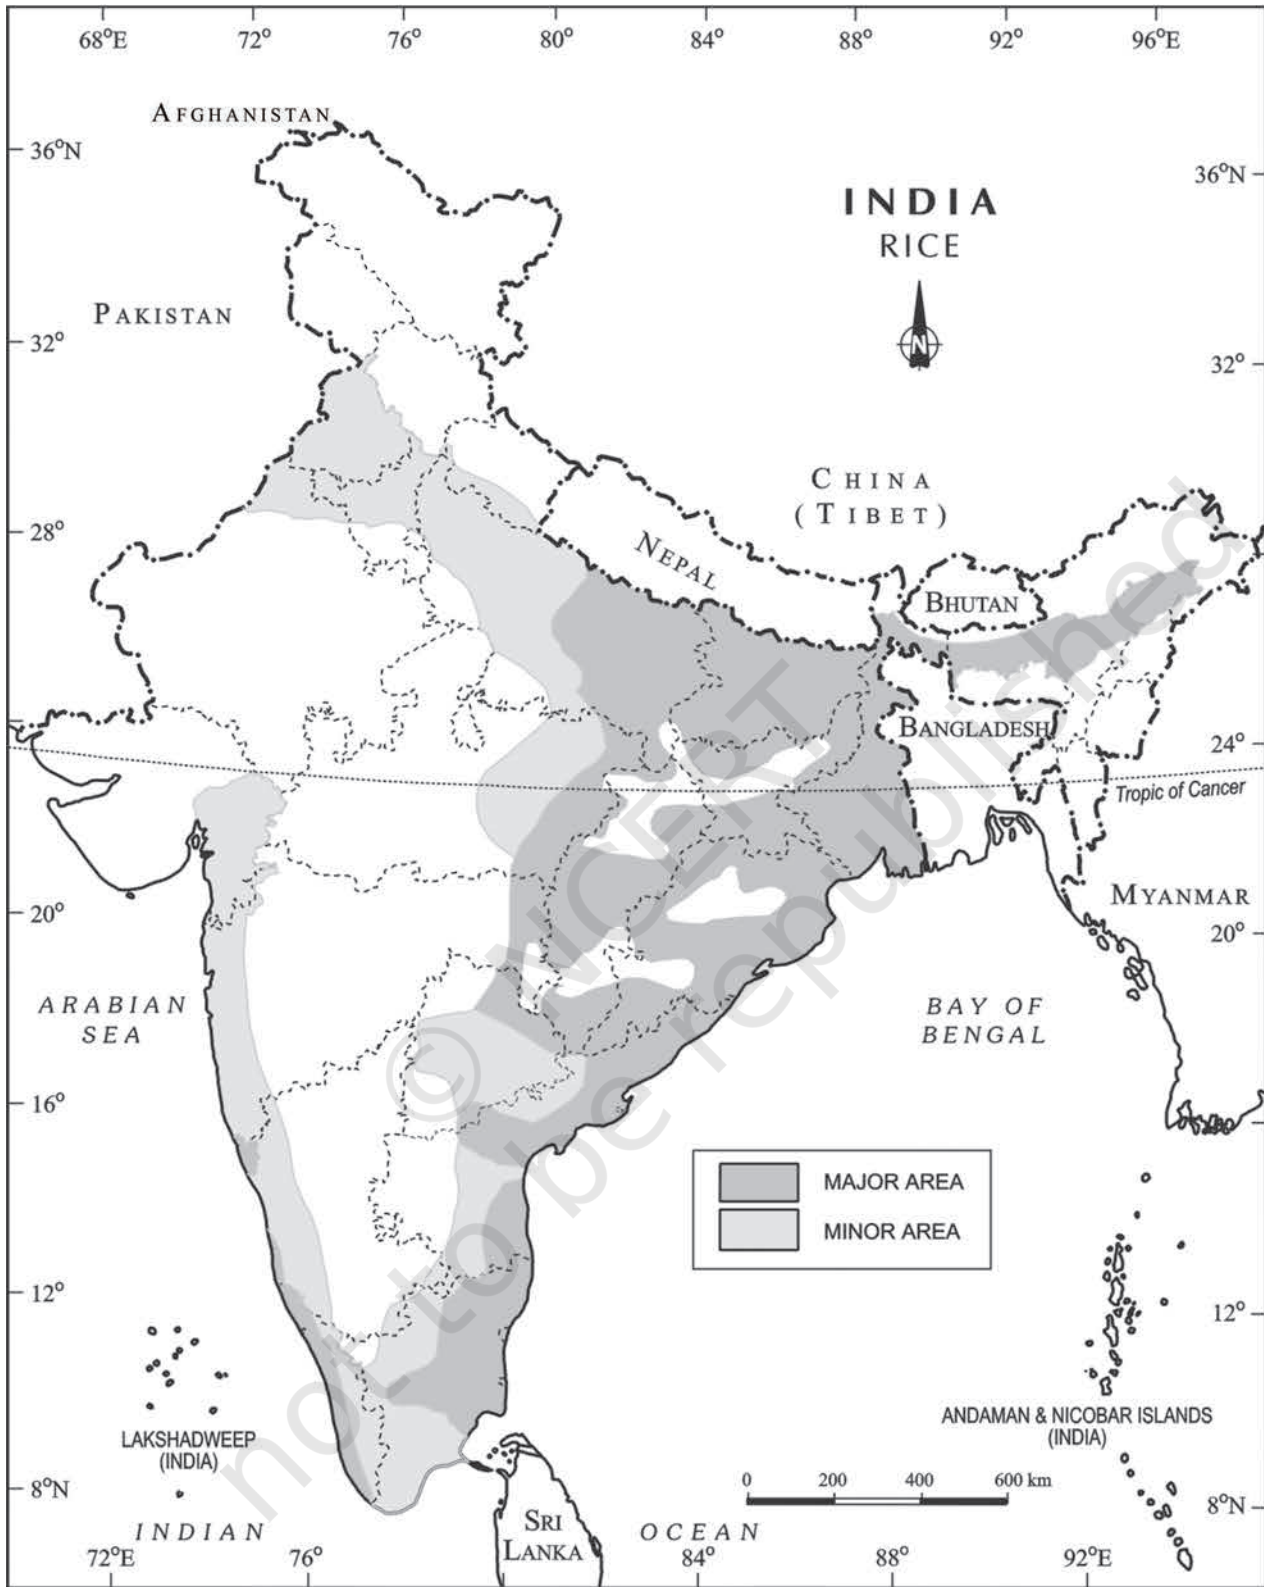 68°E 72° 76° 80° 84° 88° 92° 96°E
AFGHANISTAN
36°N
36°N
INDIA
RICE
N
PAKISTAN
32°
32°
CHINA
(TIBET)
28°
NEPAL
BHUTAN
BANGLADESH
24°
Tropic of Cancer
MYANMAR
20°
20°
ARABIAN
SEA
BAY OF
BENGAL
16°
MAJOR AREA
MINOR AREA
12°
12°
LAKSHADWEEP
(INDIA)
ANDAMAN & NICOBAR ISLANDS
(INDIA)
0 200 400 600 km
8°N
8°N
INDIAN
SRI
LANKA
OCEAN
72°E 76° 84° 88° 92°E
© NCERT
not to be republished